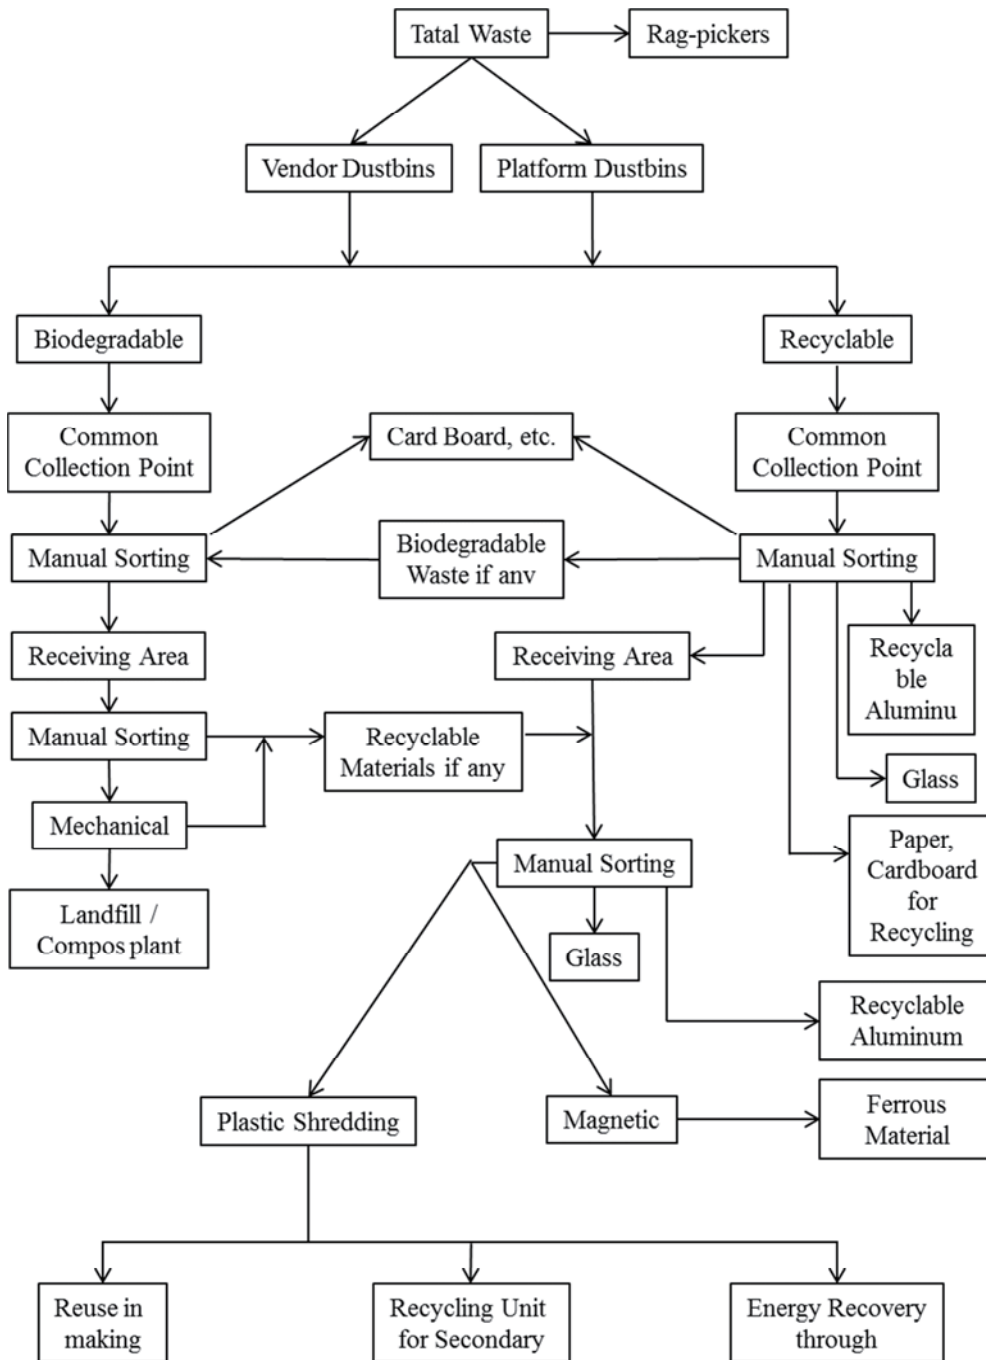 Tatal Waste
Rag-pickers
Vendor Dustbins
Platform Dustbins
Biodegradable
Recyclable
Common
Collection Point
Card Board, etc.
Common
Collection Point
Manual Sorting
Biodegradable
Waste if anv
Manual Sorting
Receiving Area
Receiving Area
Recycla
ble
Aluminu
Manual Sorting
Recyclable
Materials if any
Glass
Mechanical
Manual Sorting
Paper,
Cardboard
for
Recycling
Landfill /
Compos plant
Glass
Recyclable
Aluminum
Plastic Shredding
Magnetic
Ferrous
Material
Reuse in
making
Recycling Unit
for Secondary
Energy Recovery
through